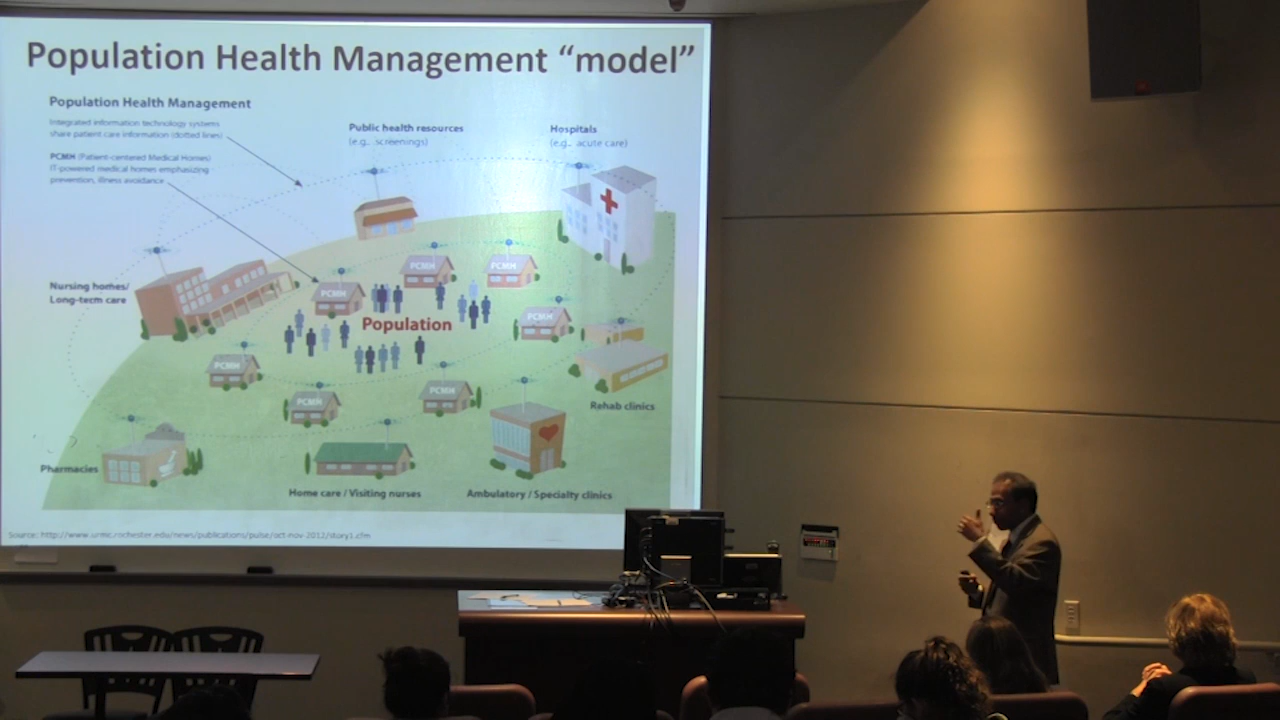 Population Health Management “model”
Population Health Management
Integrated information technology systems
share patient care information (dotted lines)
PCMH (Patient-centered Medical Homes)
IT-powered medical homes emphasizing
prevention, illness avoidance
Public health resources
(e.g., screenings)
Hospitals
(e.g., acute care)
Nursing homes/
Long-term care
PCMH
PCMH
PCMH
PCMH
Population
PCMH
PCMH
PCMH
Rehab clinics
Pharmacies
Home care / Visiting nurses
Ambulatory / Specialty clinics
Source: http://www.urmc.rochester.edu/news/publications/pulse/oct-nov-2012/story1.cfm